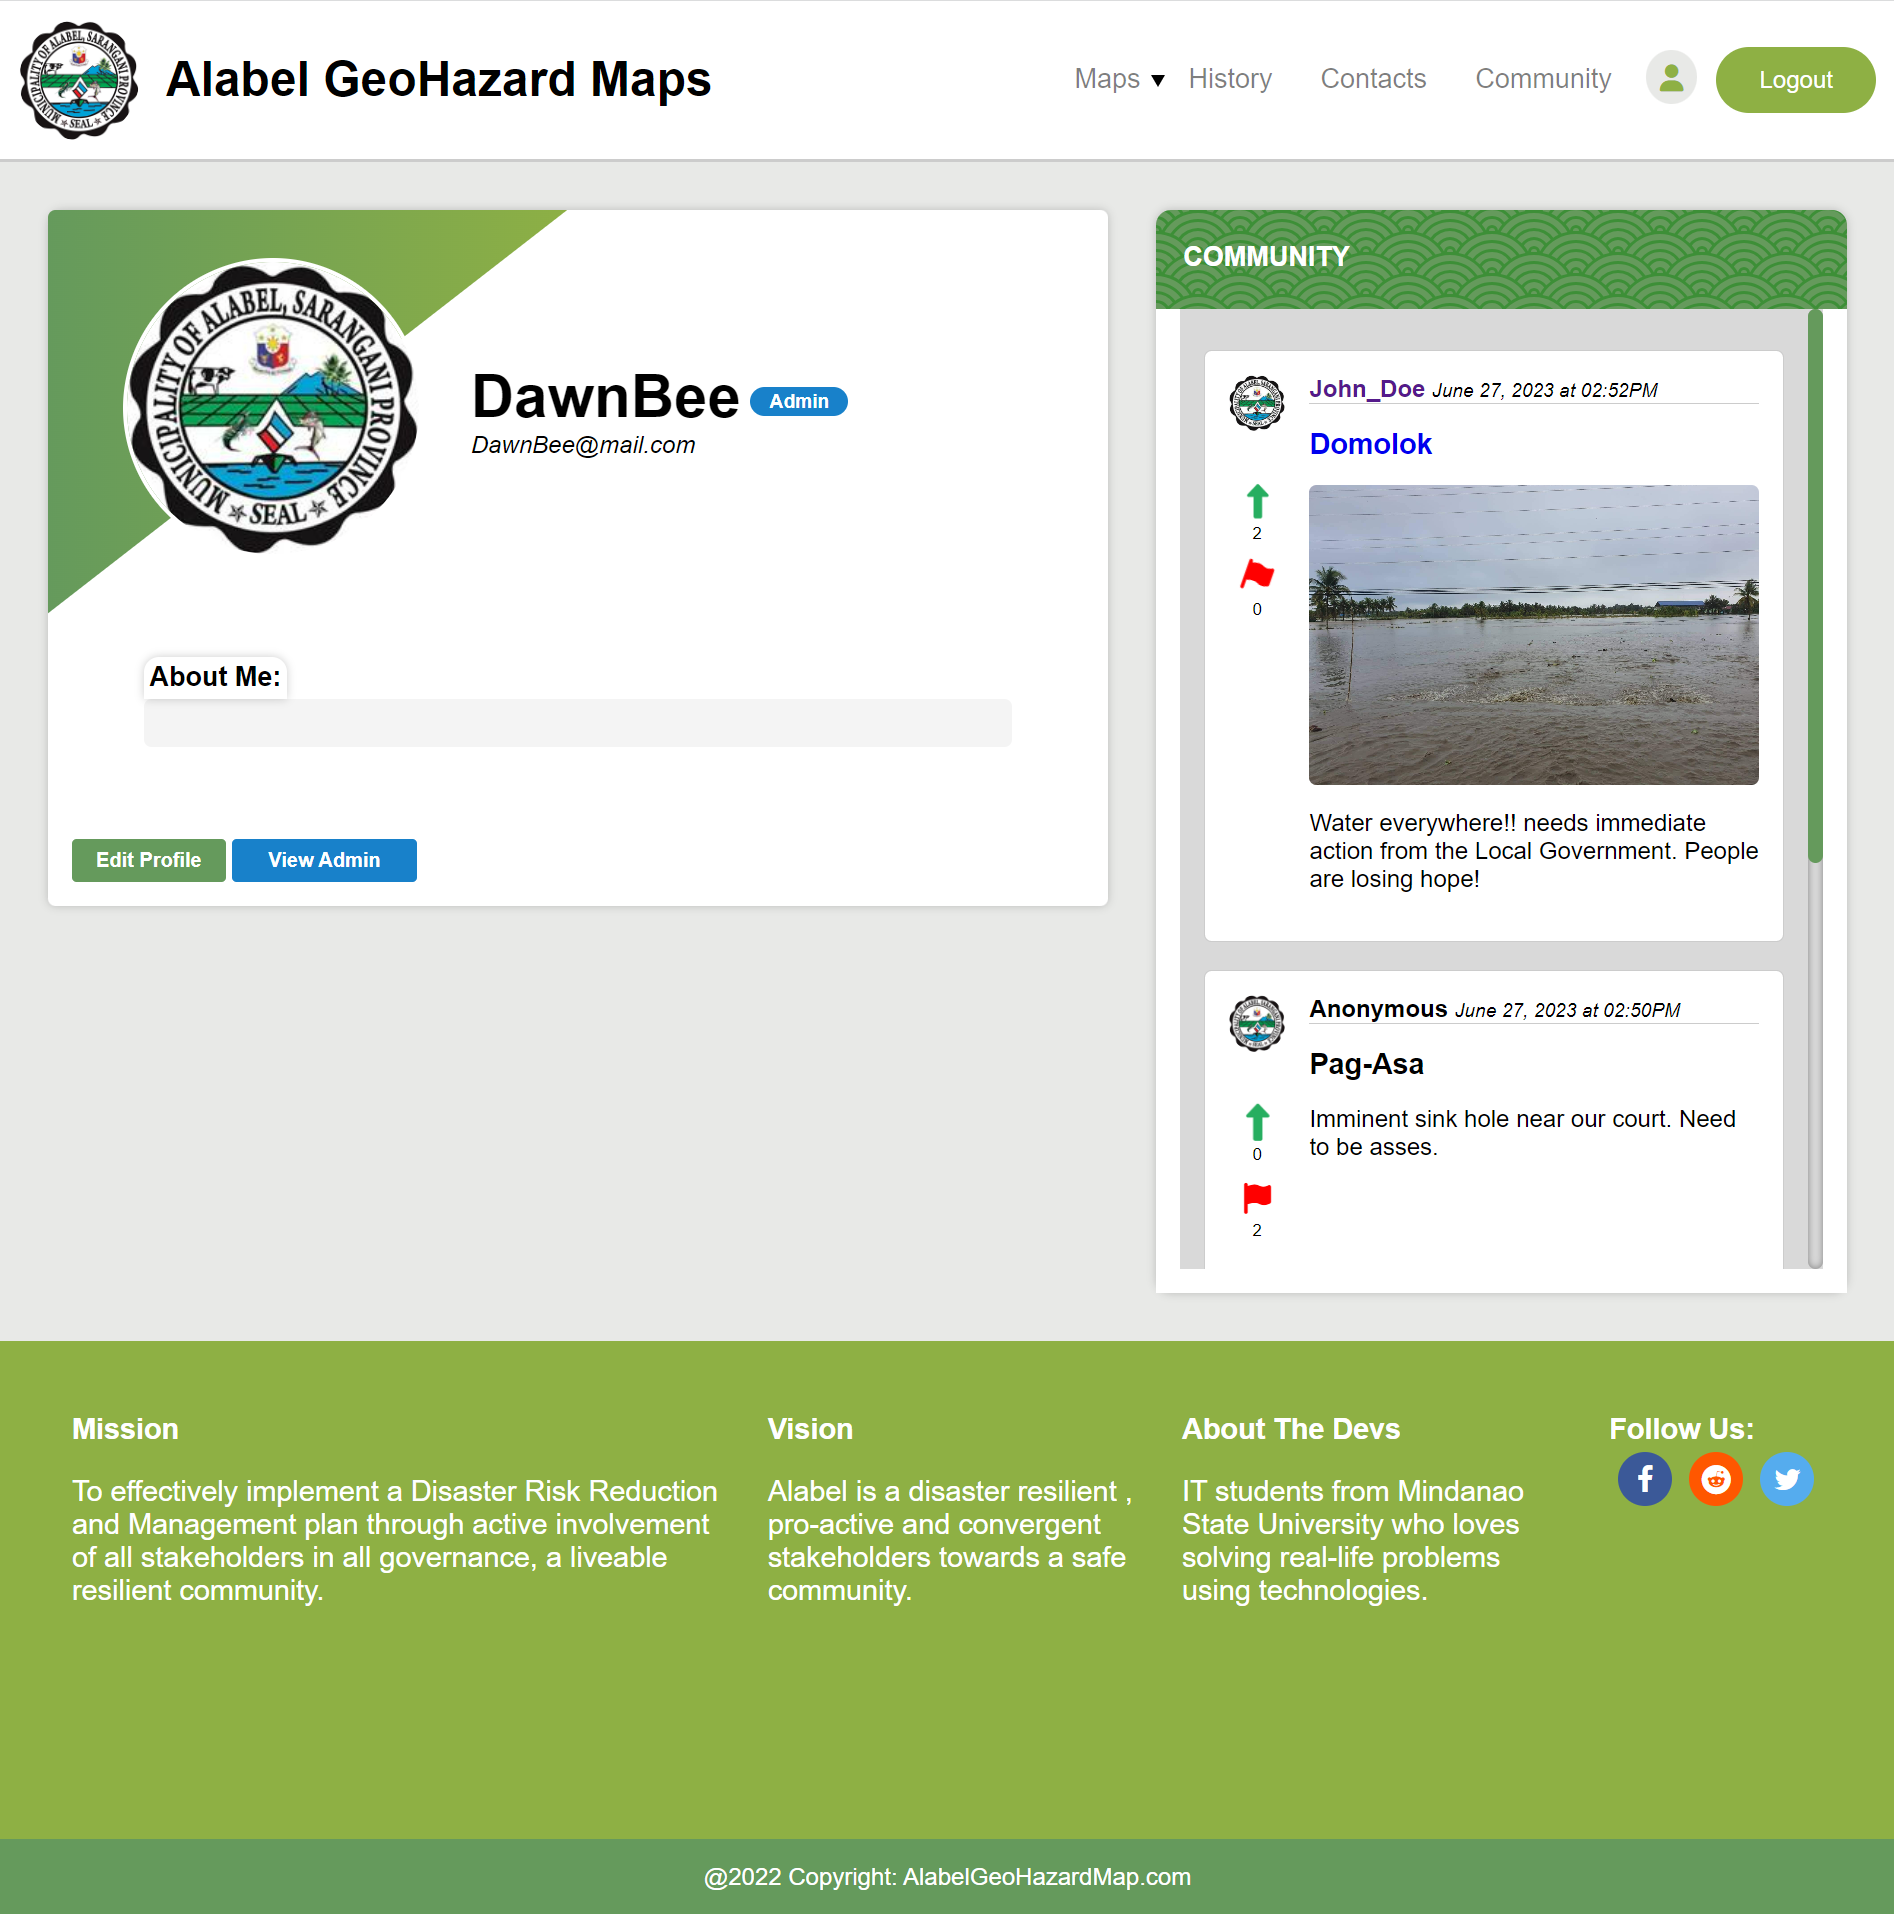 MUNICIPALITY OF ALABEL, SARANGANI PROVINCE
SEAL
Alabel GeoHazard Maps
Maps ▼
History
Contacts
Community
Logout
MUNICIPALITY OF ALABEL, SARANGANI PROVINCE
SEAL
DawnBee
Admin
DawnBee@mail.com
About Me:
Edit Profile
View Admin
COMMUNITY
John_Doe June 27, 2023 at 02:52PM
Domolok
2
0
Water everywhere!! needs immediate
action from the Local Government. People
are losing hope!
Anonymous June 27, 2023 at 02:50PM
Pag-Asa
Imminent sink hole near our court. Need
to be asses.
0
2
Mission
To effectively implement a Disaster Risk Reduction
and Management plan through active involvement
of all stakeholders in all governance, a liveable
resilient community.
Vision
Alabel is a disaster resilient ,
pro-active and convergent
stakeholders towards a safe
community.
About The Devs
IT students from Mindanao
State University who loves
solving real-life problems
using technologies.
Follow Us:
@2022 Copyright: AlabelGeoHazardMap.com